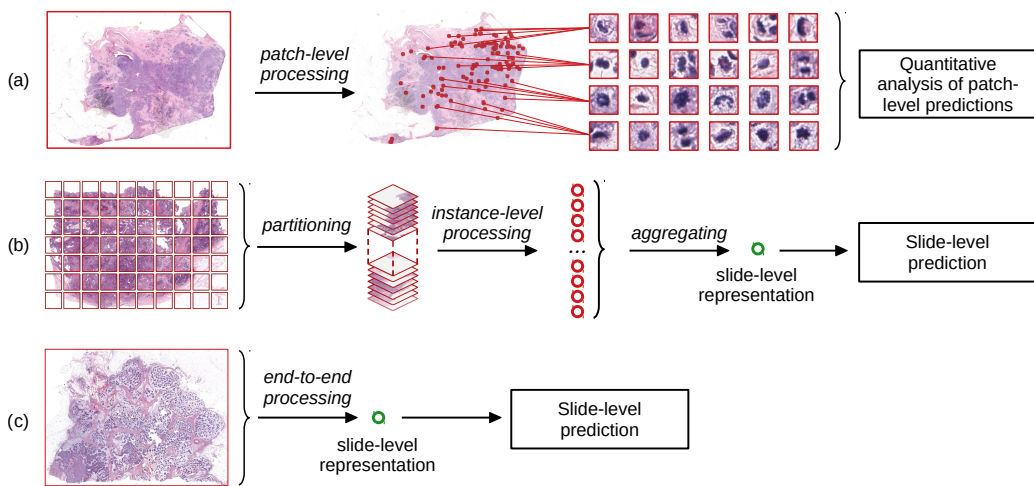 (a)
patch-level
processing
Quantitative
analysis of patch-
level predictions
(b)
partitioning
instance-level
processing
...
aggregating
slide-level
representation
Slide-level
prediction
(c)
end-to-end
processing
slide-level
representation
Slide-level
prediction